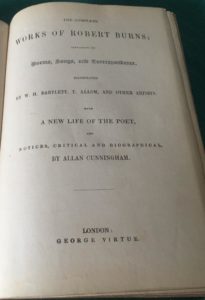 THE COMPLETE
WORKS OF ROBERT BURNS;
CONTAINING HIS
Poems, Songs, and Correspondence.
ILLUSTRATED
BY W. H. BARTLETT, T. ALLOM, AND OTHER ARTISTS.
WITH
A NEW LIFE OF THE POET,
AND
NOTICES, CRITICAL AND BIOGRAPHICAL,
BY ALLAN CUNNINGHAM.
LONDON:
GEORGE VIRTUE.